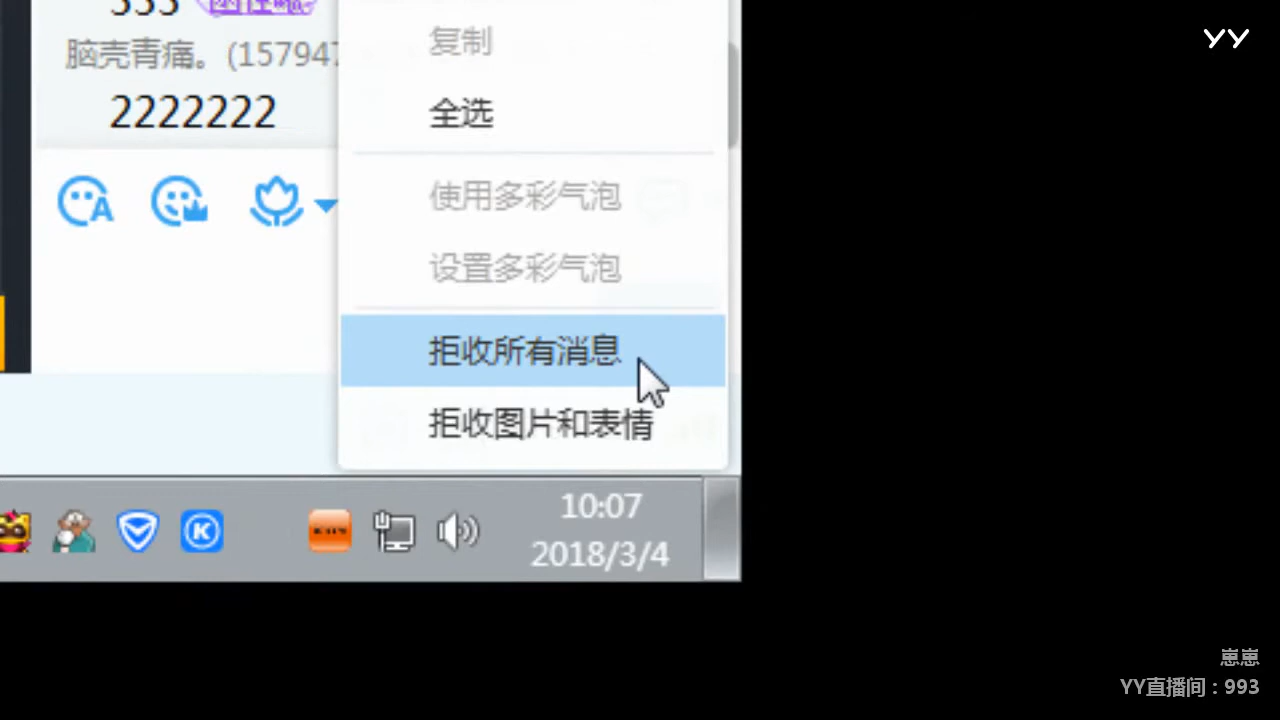 333
复制
YY
脑壳青痛。(157947
2222222
全选
使用多彩气泡
设置多彩气泡
拒收所有消息
拒收图片和表情
10:07
2018/3/4
崽崽
YY直播间：993